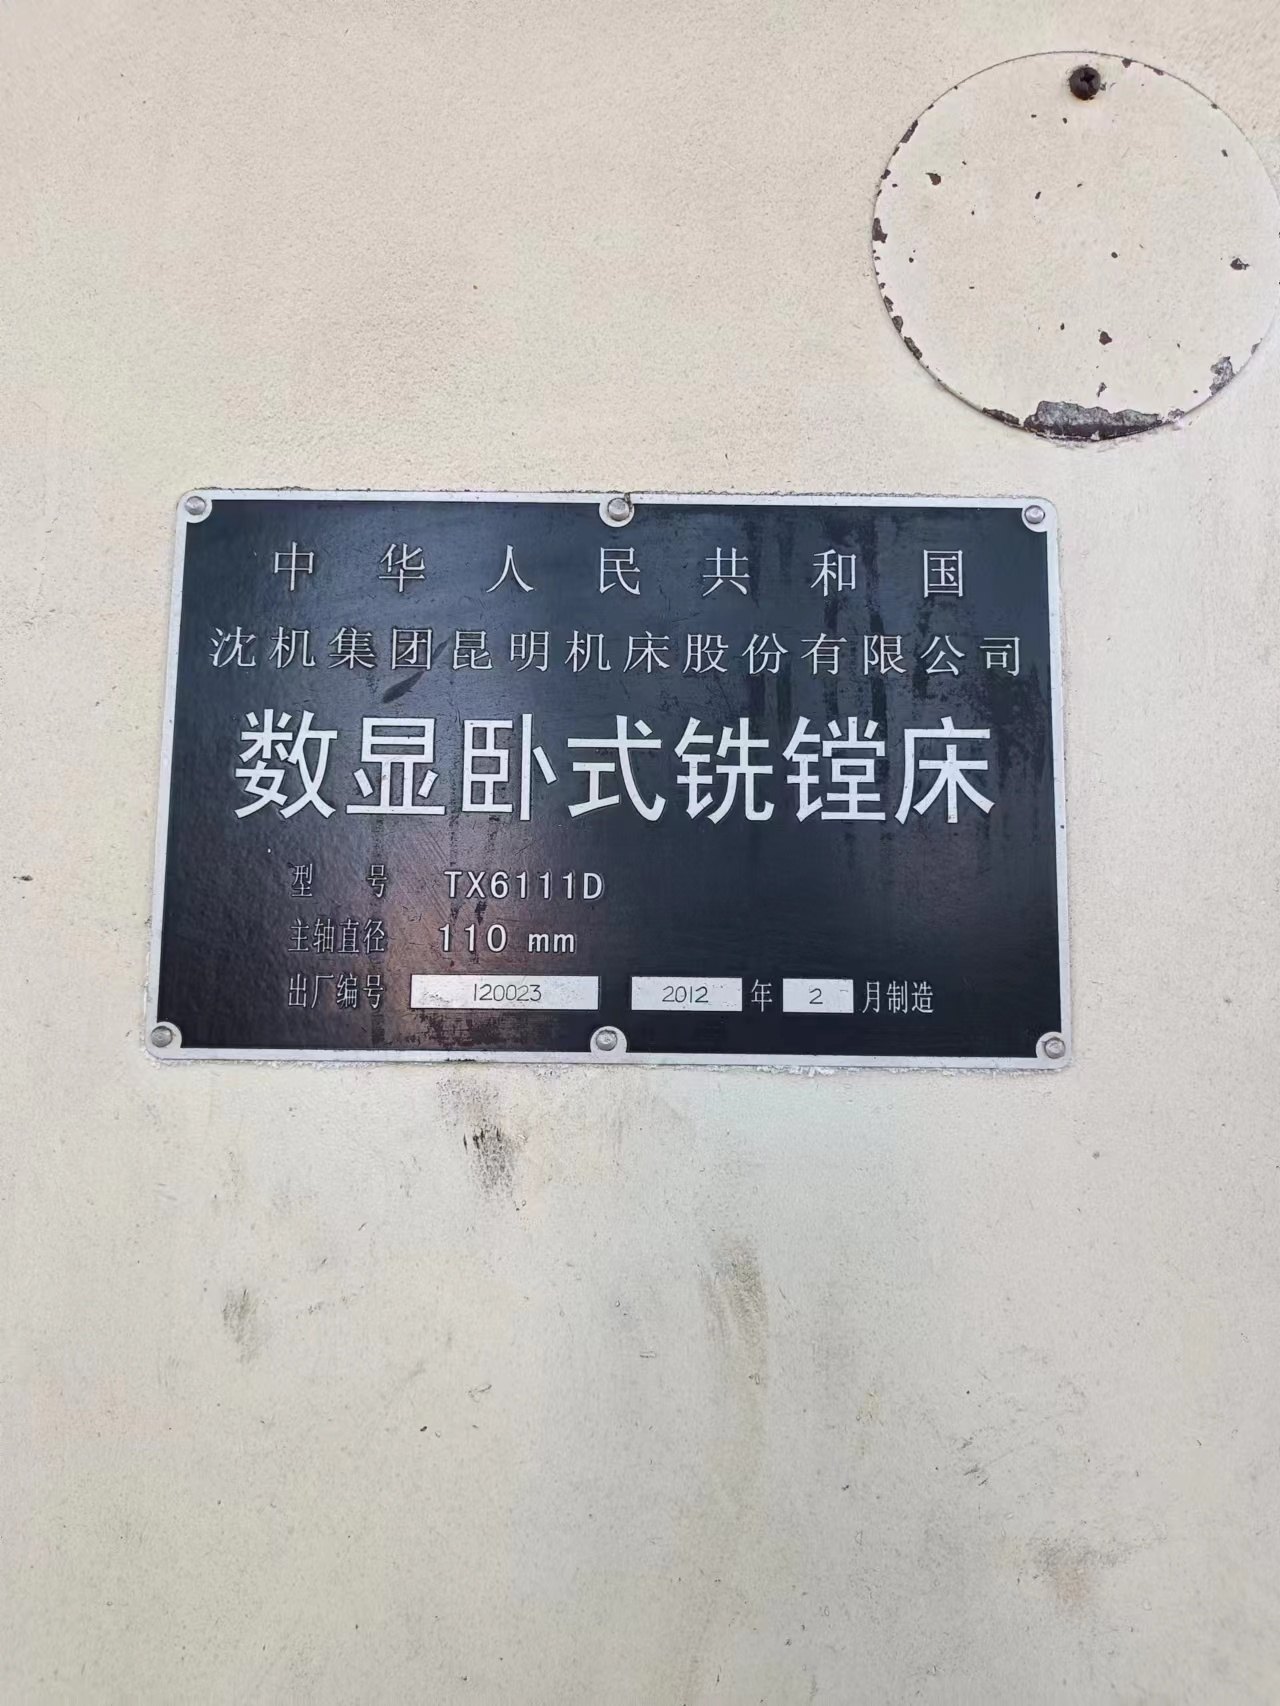 中华人民共和国
沈机集团昆明机床股份有限公司
数显卧式铣镗床
型号 TX6111D
主轴直径 110 mm
出厂编号 120023 2012 年 2 月制造